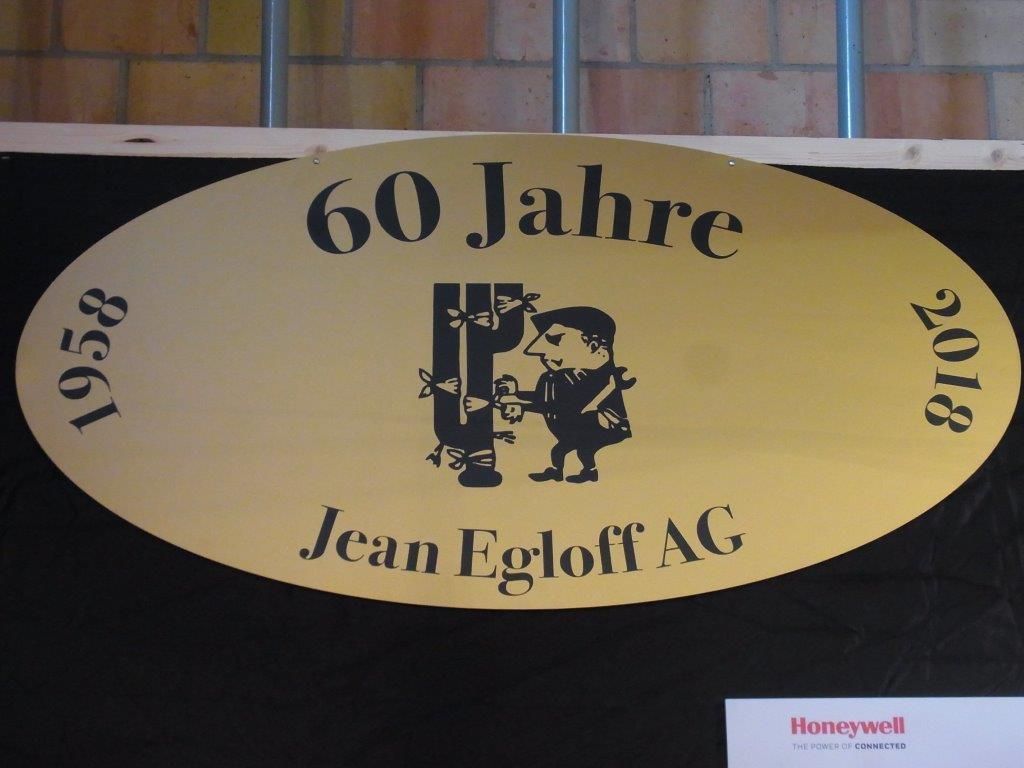 60 Jahre
1958
2018
Jean Egloff AG
Honeywell
THE POWER OF CONNECTED